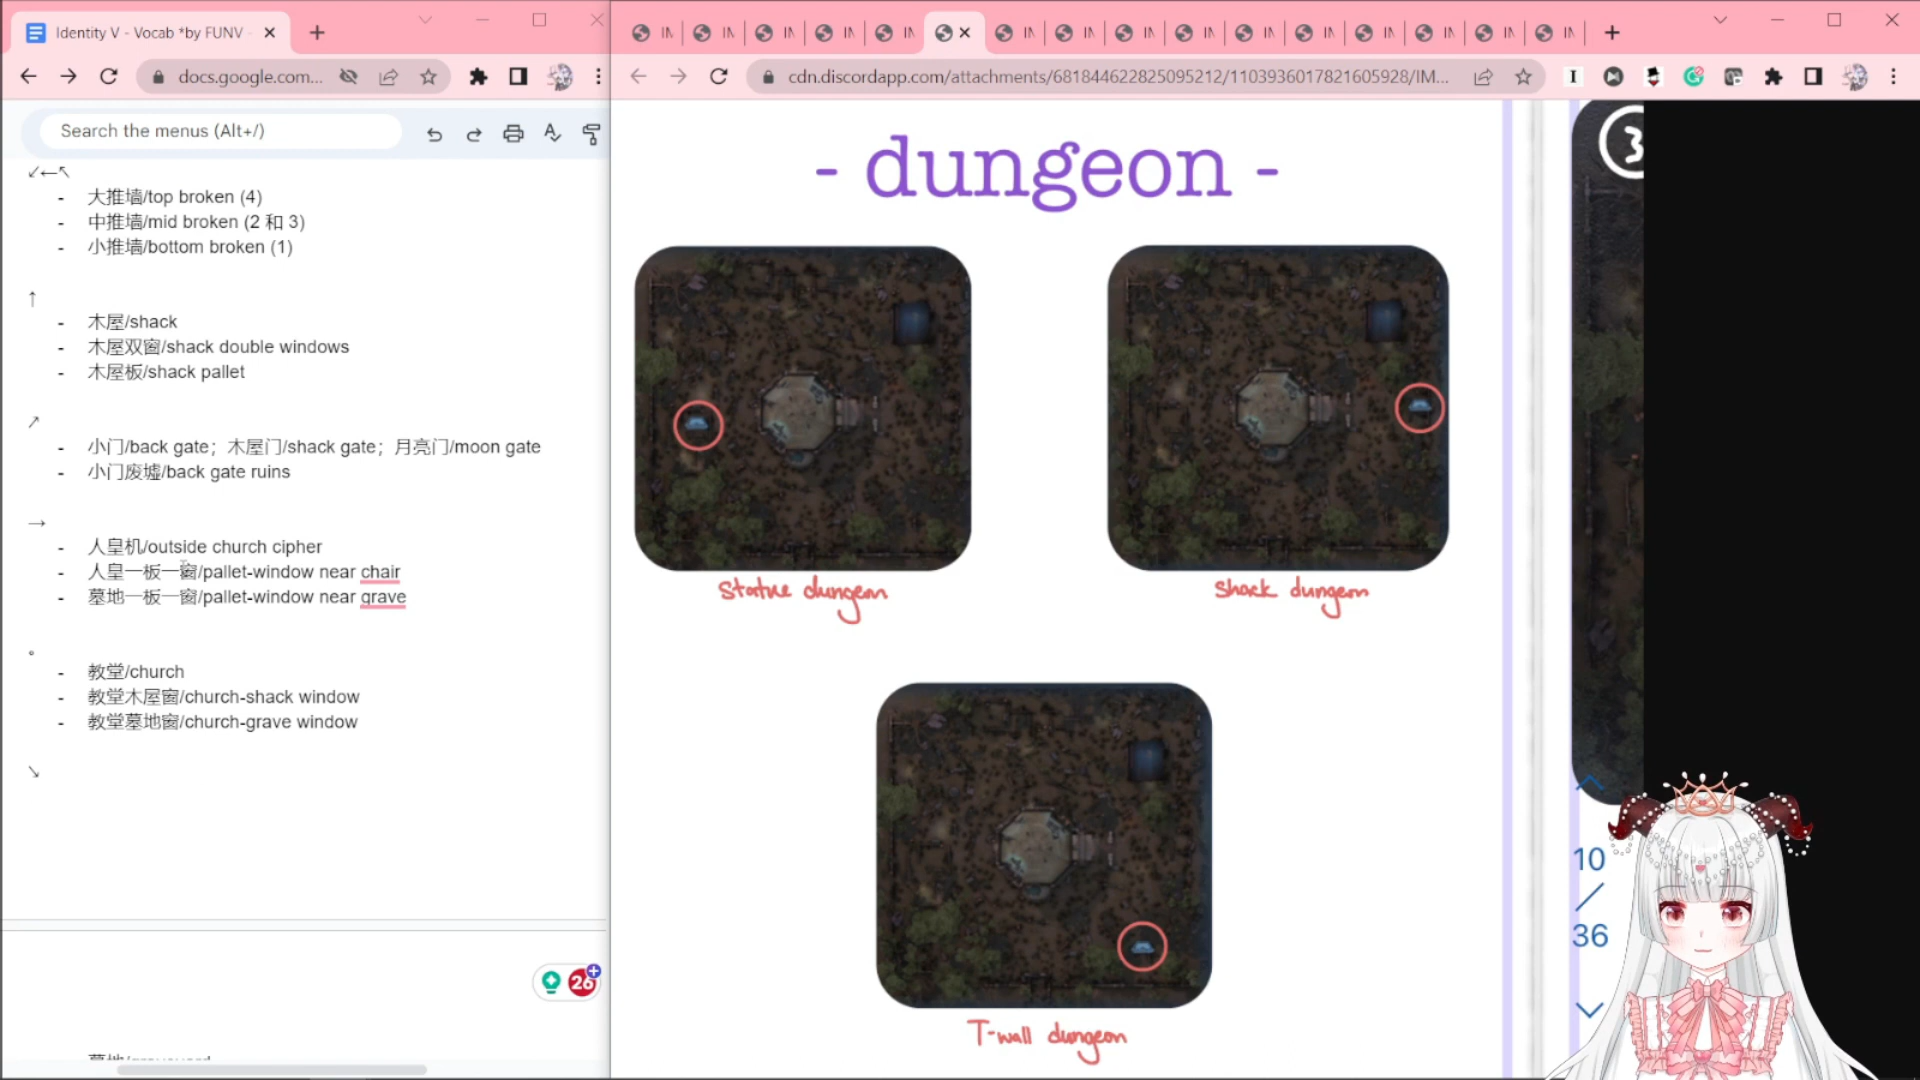 Identity V - Vocab *by FUNV -
docs.google.com...
Search the menus (Alt+/)
↙←↖
- 大推墙/top broken (4)
- 中推墙/mid broken (2 和 3)
- 小推墙/bottom broken (1)
↑
- 木屋/shack
- 木屋双窗/shack double windows
- 木屋板/shack pallet
↗
- 小门/back gate；木屋门/shack gate；月亮门/moon gate
- 小门废墟/back gate ruins
→
- 人皇机/outside church cipher
- 人皇一板一窗/pallet-window near chair
- 墓地一板一窗/pallet-window near grave
。
- 教堂/church
- 教堂木屋窗/church-shack window
- 教堂墓地窗/church-grave window
↘
26
cdn.discordapp.com/attachments/681844622825095212/1103936017821605928/IM...
- dungeon -
Statue dungeon
Shack dungeon
T-wall dungeon
3
10
/
36